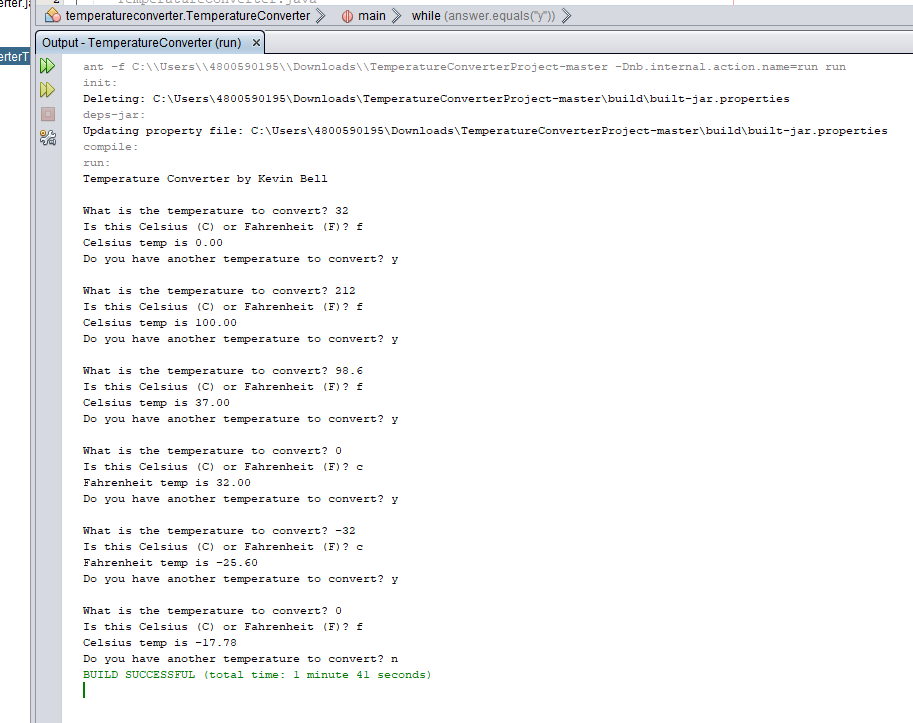 temperatureconverter.TemperatureConverter main while (answer.equals("y"))
Output - TemperatureConverter (run) ×
ant -f C:\\Users\\4800590195\\Downloads\\TemperatureConverterProject-master -Dnb.internal.action.name=run run
init:
Deleting: C:\Users\4800590195\Downloads\TemperatureConverterProject-master\build\built-jar.properties
deps-jar:
Updating property file: C:\Users\4800590195\Downloads\TemperatureConverterProject-master\build\built-jar.properties
compile:
run:
Temperature Converter by Kevin Bell
What is the temperature to convert? 32
Is this Celsius (C) or Fahrenheit (F)? f
Celsius temp is 0.00
Do you have another temperature to convert? y
What is the temperature to convert? 212
Is this Celsius (C) or Fahrenheit (F)? f
Celsius temp is 100.00
Do you have another temperature to convert? y
What is the temperature to convert? 98.6
Is this Celsius (C) or Fahrenheit (F)? f
Celsius temp is 37.00
Do you have another temperature to convert? y
What is the temperature to convert? 0
Is this Celsius (C) or Fahrenheit (F)? c
Fahrenheit temp is 32.00
Do you have another temperature to convert? y
What is the temperature to convert? -32
Is this Celsius (C) or Fahrenheit (F)? c
Fahrenheit temp is -25.60
Do you have another temperature to convert? y
What is the temperature to convert? 0
Is this Celsius (C) or Fahrenheit (F)? f
Celsius temp is -17.78
Do you have another temperature to convert? n
BUILD SUCCESSFUL (total time: 1 minute 41 seconds)